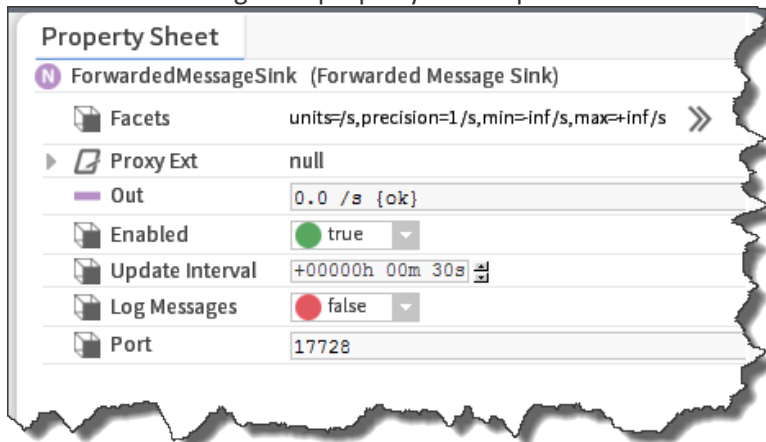 Property Sheet
N ForwardedMessageSink (Forwarded Message Sink)
Facets units=/s,precision=1/s,min=-inf/s,max=+inf/s
Proxy Ext null
Out 0.0 /s {ok}
Enabled true
Update Interval +00000h 00m 30s
Log Messages false
Port 17728